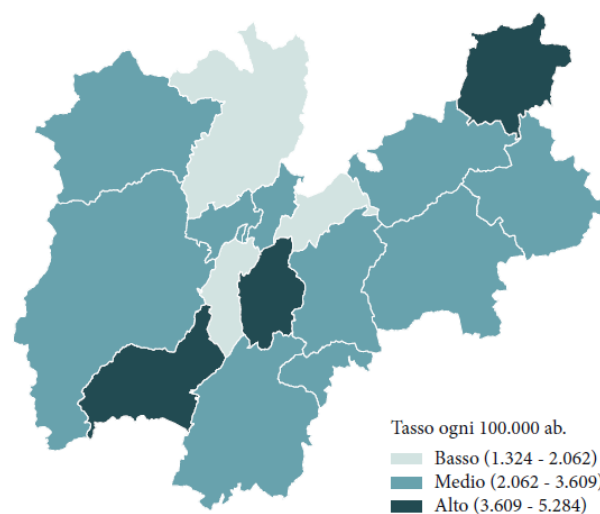 Tasso ogni 100.000 ab.
Basso (1.324 - 2.062)
Medio (2.062 - 3.609)
Alto (3.609 - 5.284)